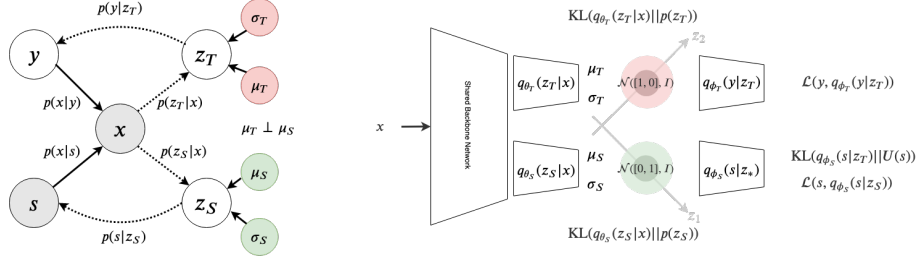 p(y|z_T)
σ_T
y
z_T
μ_T
p(x|y)
p(z_T|x)
x
μ_T ⊥ μ_S
p(x|s)
p(z_S|x)
μ_S
s
z_S
σ_S
p(s|z_S)
KL(q_{θ_T}(z_T|x)||p(z_T))
z_2
q_{θ_T}(z_T|x)
μ_T
σ_T
𝒩([1, 0], I)
q_{ϕ_T}(y|z_T)
ℒ(y, q_{ϕ_T}(y|z_T))
Shared Backbone Network
x
q_{θ_S}(z_S|x)
μ_S
σ_S
𝒩([0, 1], I)
q_{ϕ_S}(s|z_*)
KL(q_{ϕ_S}(s|z_T)||U(s))
ℒ(s, q_{ϕ_S}(s|z_S))
z_1
KL(q_{θ_S}(z_S|x)||p(z_S))